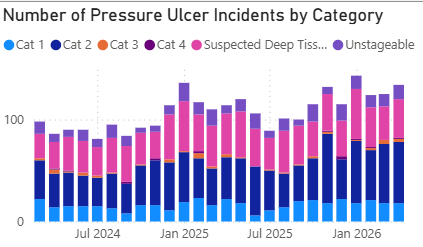 Number of Pressure Ulcer Incidents by Category
Cat 1 Cat 2 Cat 3 Cat 4 Suspected Deep Tiss... Unstageable
100
0
Jul 2024 Jan 2025 Jul 2025 Jan 2026